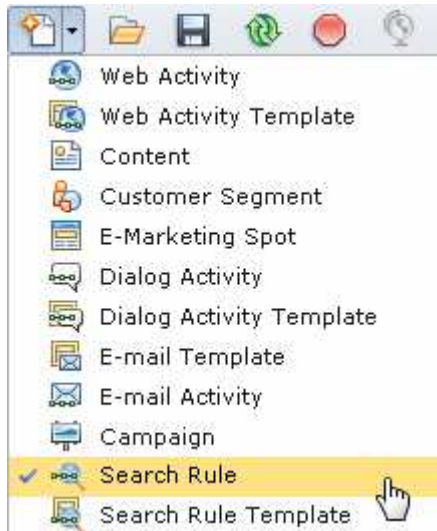 Web Activity
Web Activity Template
Content
Customer Segment
E-Marketing Spot
Dialog Activity
Dialog Activity Template
E-mail Template
E-mail Activity
Campaign
Search Rule
Search Rule Template